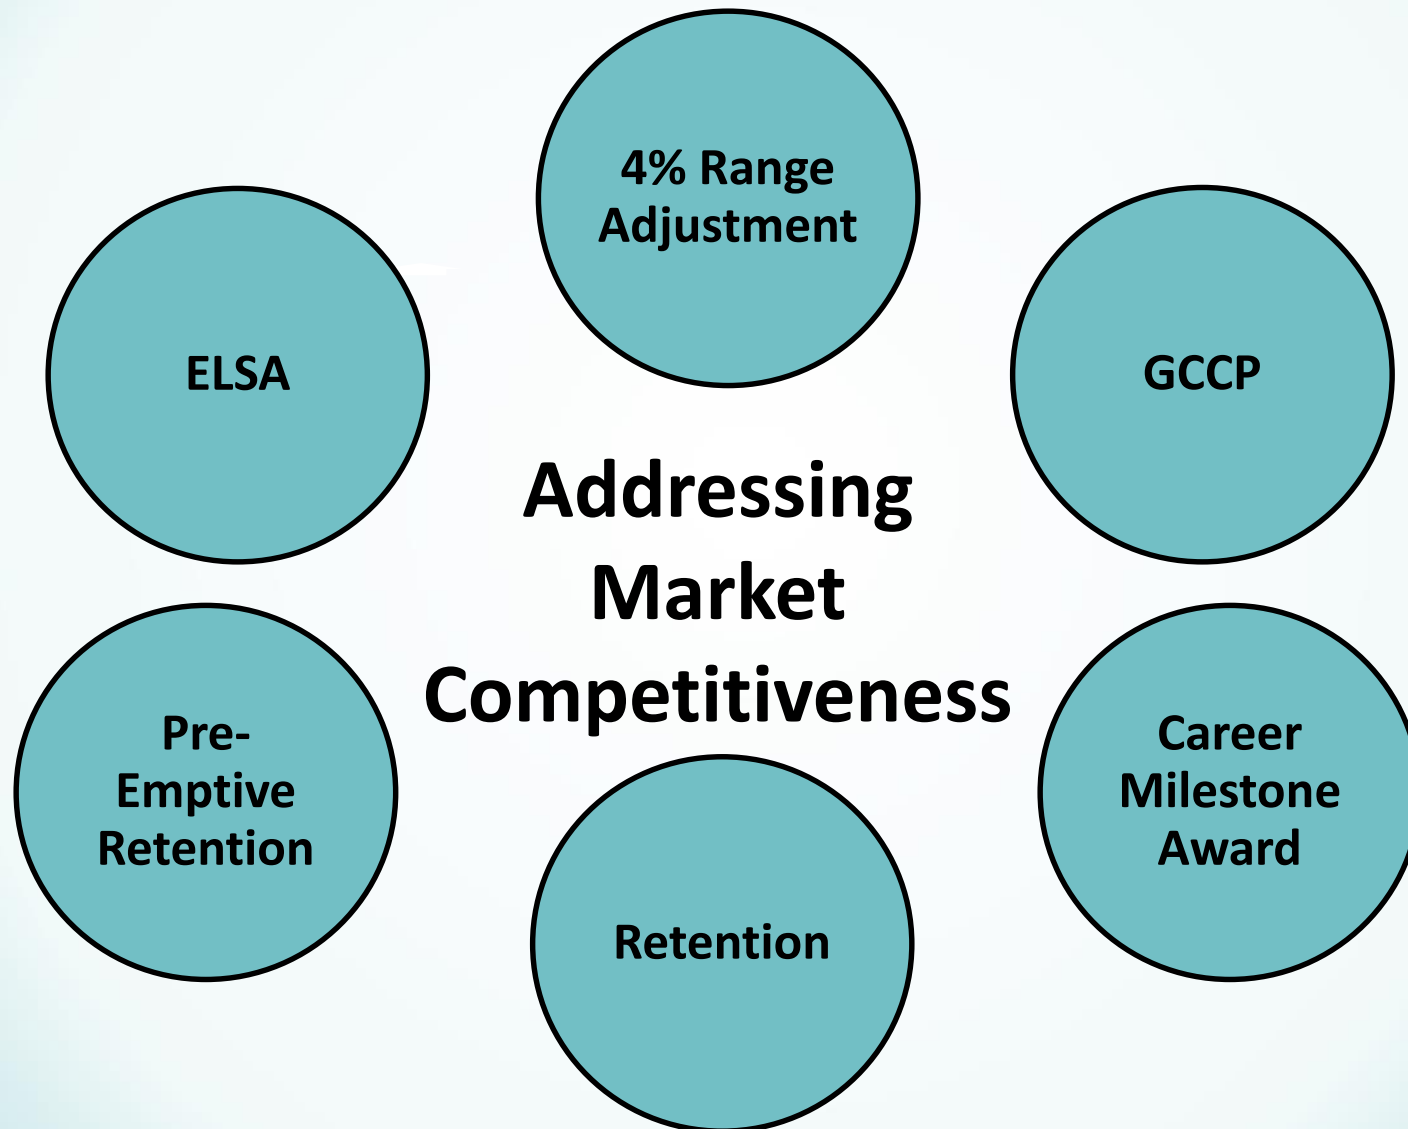 4% Range
Adjustment
ELSA
GCCP
Addressing
Market
Competitiveness
Pre-
Emptive
Retention
Career
Milestone
Award
Retention